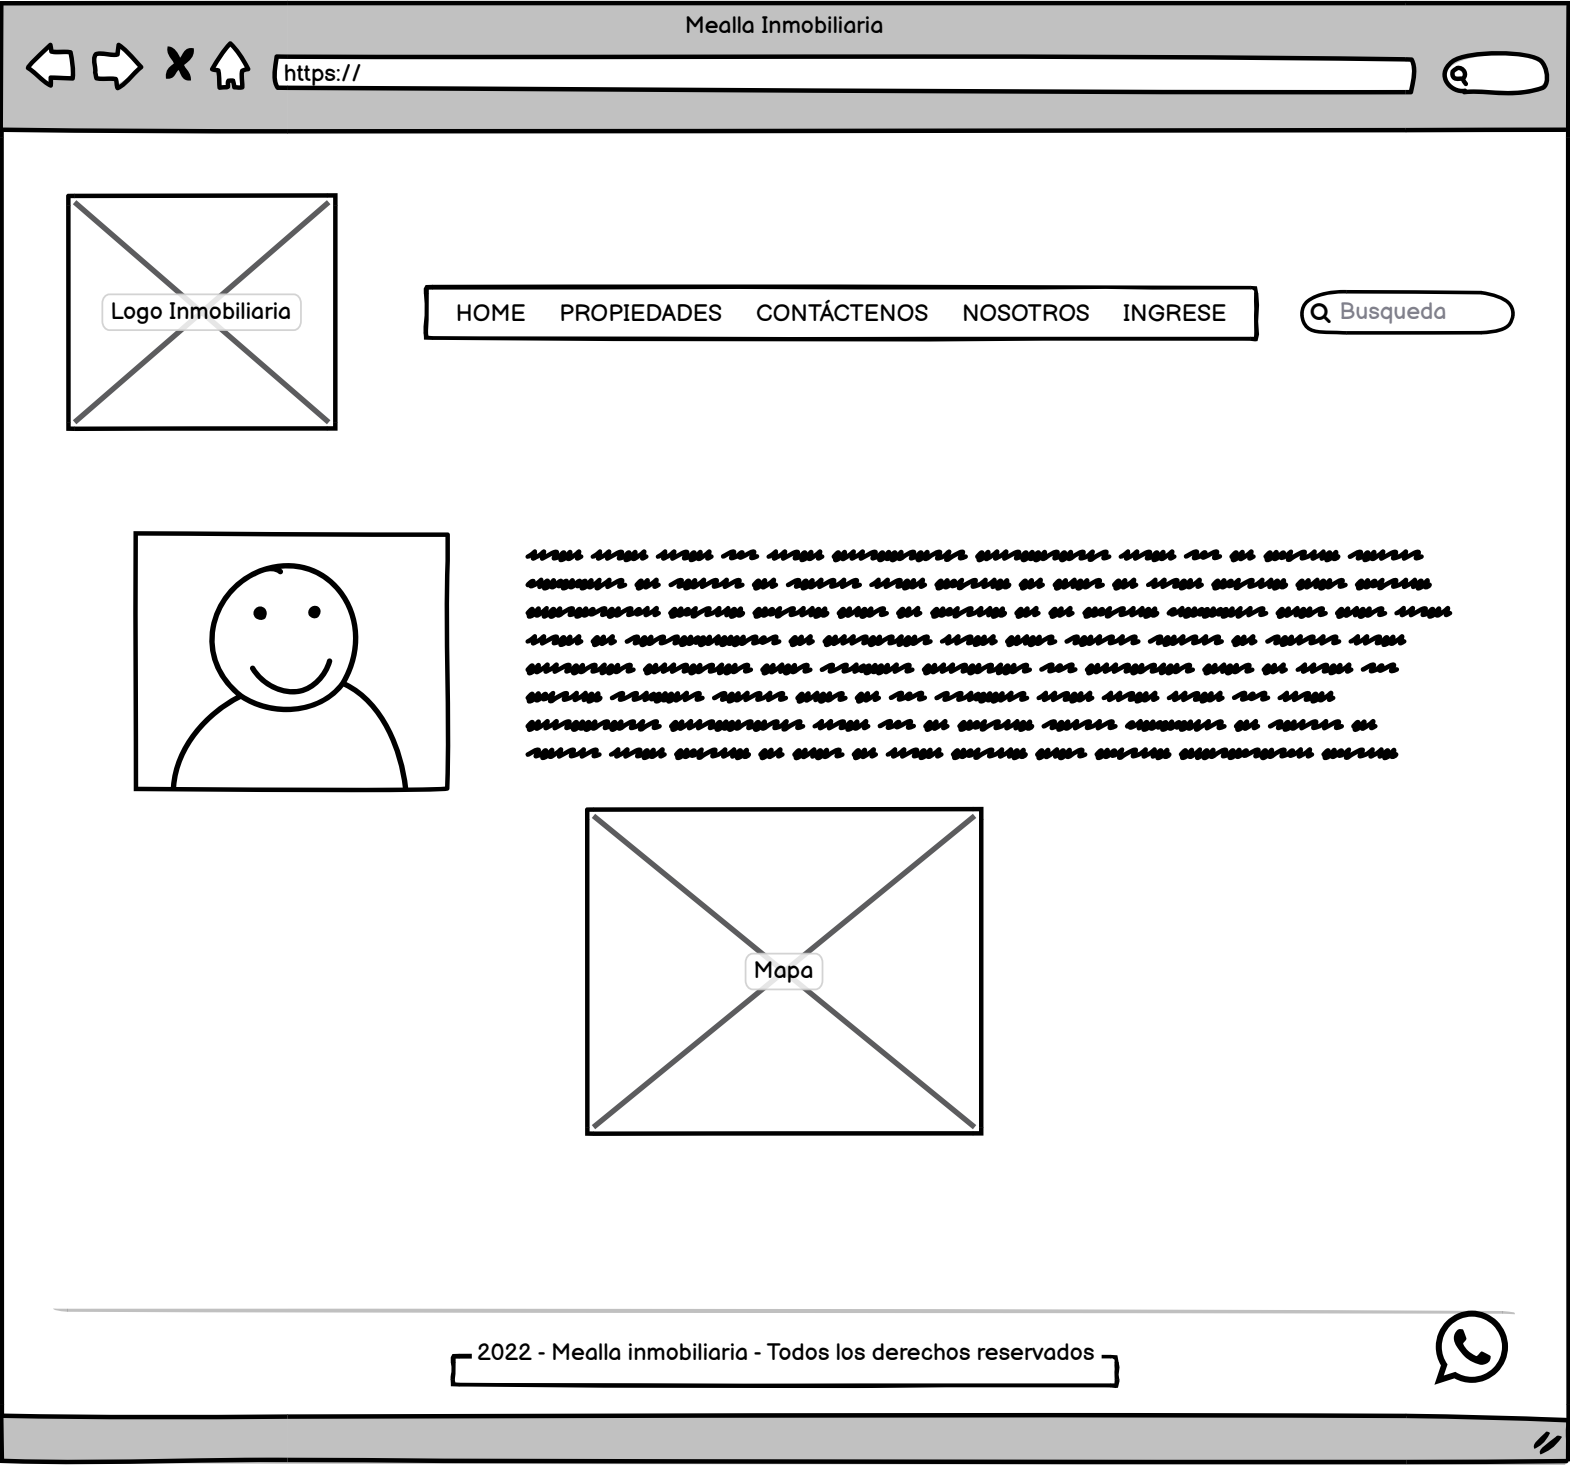 Mealla Inmobiliaria
https://
Logo Inmobiliaria
HOME PROPIEDADES CONTÁCTENOS NOSOTROS INGRESE
Busqueda
Mapa
2022 - Mealla inmobiliaria - Todos los derechos reservados